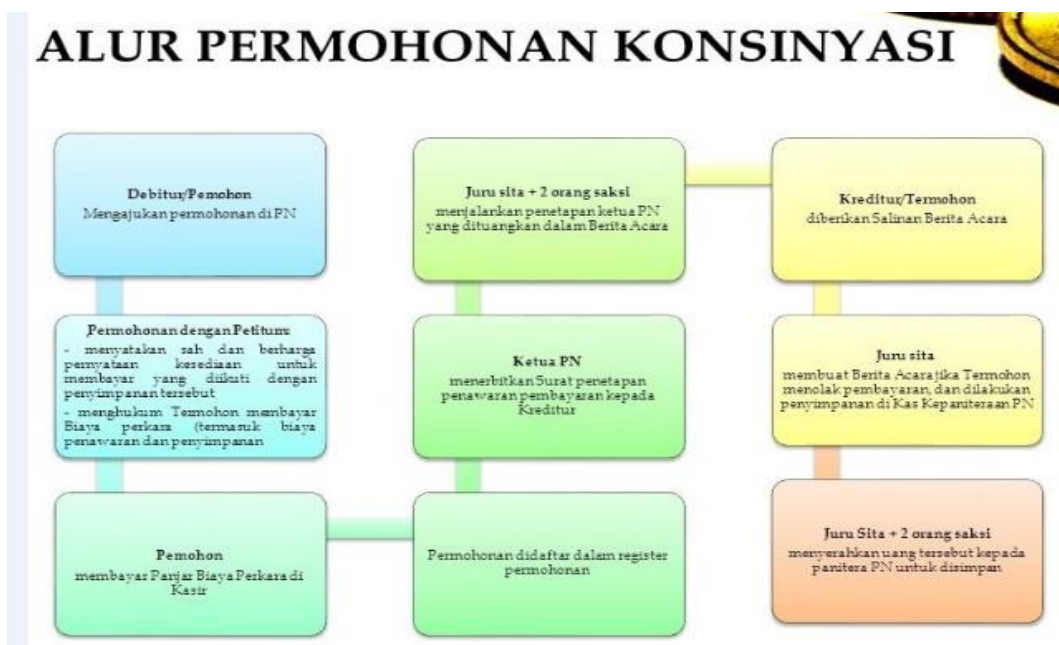 ALUR PERMOHONAN KONSINYASI
Debitur/Pemohon
Mengajukan permohonan di PN
Permohonan dengan Petitum:
- menyatakan sah dan berharga
pernyataan kesediaan untuk
membayar yang diikuti dengan
penyimpanan tersebut
- menghukum Termohon membayar
Biaya perkara (termasuk biaya
penawaran dan penyimpanan
Pemohon
membayar Panjar Biaya Perkara di
Kasir
Permohonan didaftar dalam register
permohonan
Ketua PN
menerbitkan Surat penetapan
penawaran pembayaran kepada
Kreditur
Juru sita + 2 orang saksi
menjalankan penetapan ketua PN
yang dituangkan dalam Berita Acara
Kreditur/Termohon
diberikan Salinan Berita Acara
Juru sita
membuat Berita Acara jika Termohon
menolak pembayaran, dan dilakukan
penyimpanan di Kas Kepaniteraan PN
Juru Sita + 2 orang saksi
menyerahkan uang tersebut kepada
panitera PN untuk disimpan